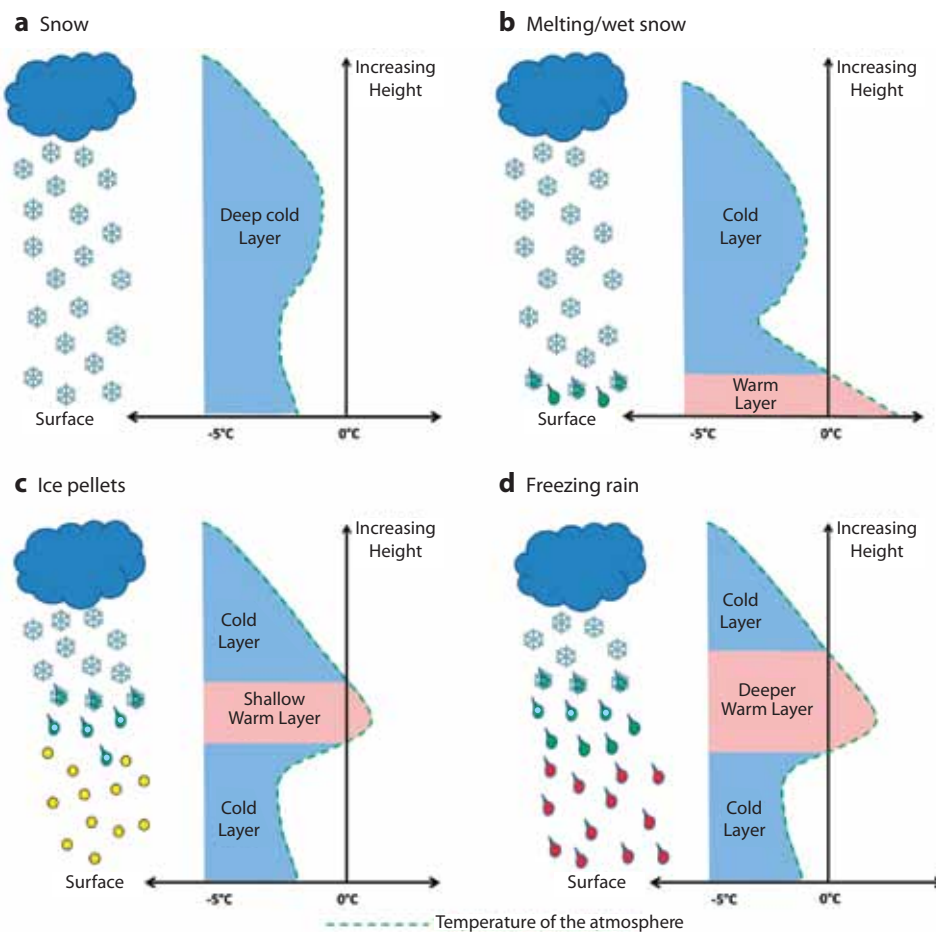 a Snow
Increasing
Height
Deep cold
Layer
Surface
-5°C
0°C
b Melting/wet snow
Increasing
Height
Cold
Layer
Warm
Layer
Surface
-5°C
0°C
c Ice pellets
Increasing
Height
Cold
Layer
Shallow
Warm Layer
Cold
Layer
Surface
-5°C
0°C
d Freezing rain
Increasing
Height
Cold
Layer
Deeper
Warm Layer
Cold
Layer
Surface
-5°C
0°C
Temperature of the atmosphere